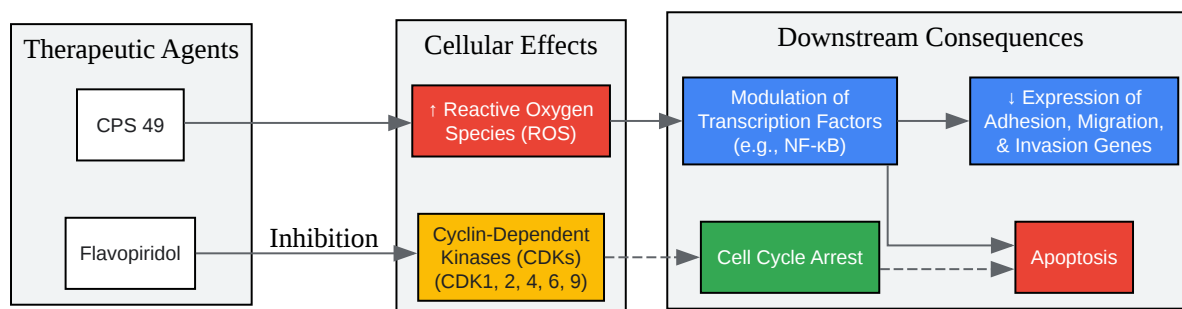 Therapeutic Agents
CPS 49
Flavopiridol
Inhibition
Cellular Effects
↑ Reactive Oxygen
Species (ROS)
Cyclin-Dependent
Kinases (CDKs)
(CDK1, 2, 4, 6, 9)
Downstream Consequences
Modulation of
Transcription Factors
(e.g., NF-κB)
↓ Expression of
Adhesion, Migration,
& Invasion Genes
Cell Cycle Arrest
Apoptosis